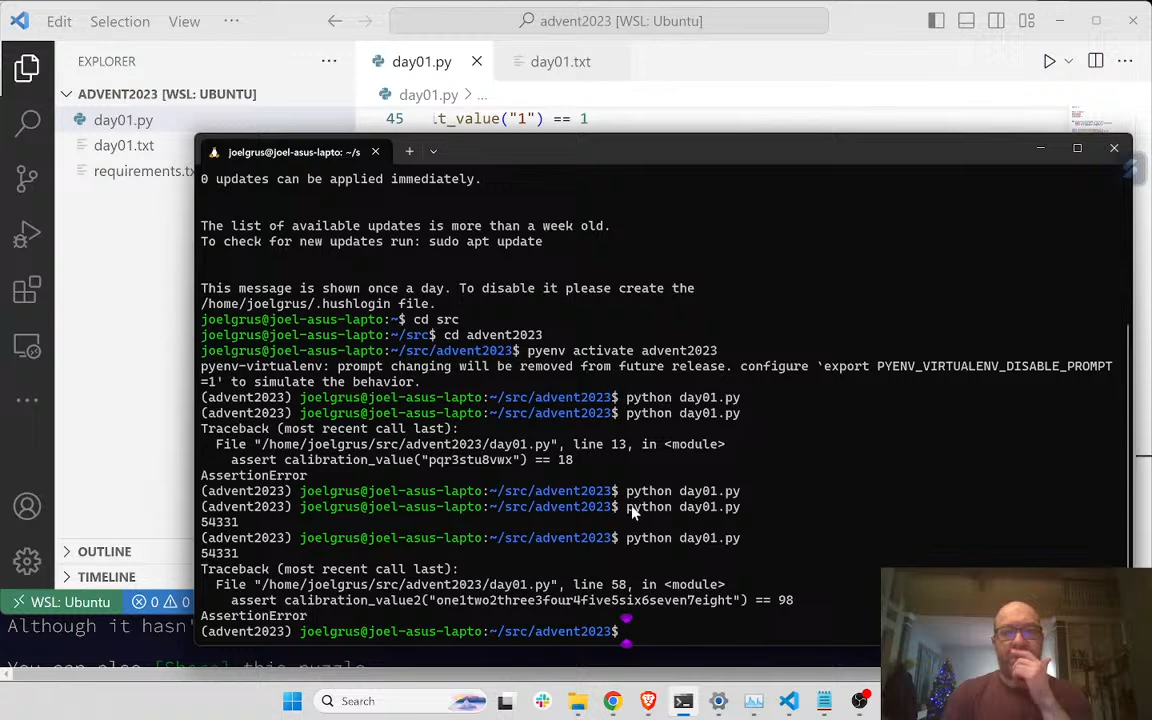 Edit Selection View ... advent2023 [WSL: Ubuntu]
EXPLORER ... day01.py day01.txt
ADVENT2023 [WSL: UBUNTU]
day01.py > ...
day01.py
45 t_value("1") == 1
day01.txt
requirements.tx
joelgrus@joel-asus-lapto: ~/s
0 updates can be applied immediately.
The list of available updates is more than a week old.
To check for new updates run: sudo apt update
This message is shown once a day. To disable it please create the
/home/joelgrus/.hushlogin file.
joelgrus@joel-asus-lapto:~$ cd src
joelgrus@joel-asus-lapto:~/src$ cd advent2023
joelgrus@joel-asus-lapto:~/src/advent2023$ pyenv activate advent2023
pyenv-virtualenv: prompt changing will be removed from future release. configure `export PYENV_VIRTUALENV_DISABLE_PROMPT
=1' to simulate the behavior.
(advent2023) joelgrus@joel-asus-lapto:~/src/advent2023$ python day01.py
(advent2023) joelgrus@joel-asus-lapto:~/src/advent2023$ python day01.py
Traceback (most recent call last):
File "/home/joelgrus/src/advent2023/day01.py", line 13, in <module>
assert calibration_value("pqr3stu8vwx") == 18
AssertionError
(advent2023) joelgrus@joel-asus-lapto:~/src/advent2023$ python day01.py
(advent2023) joelgrus@joel-asus-lapto:~/src/advent2023$ python day01.py
54331
(advent2023) joelgrus@joel-asus-lapto:~/src/advent2023$ python day01.py
54331
Traceback (most recent call last):
File "/home/joelgrus/src/advent2023/day01.py", line 58, in <module>
assert calibration_value2("one1two2three3four4five5six6seven7eight") == 98
AssertionError
(advent2023) joelgrus@joel-asus-lapto:~/src/advent2023$
OUTLINE
TIMELINE
WSL: Ubuntu 0 0
Although it hasn'
You can also [Share] this puzzle
Search